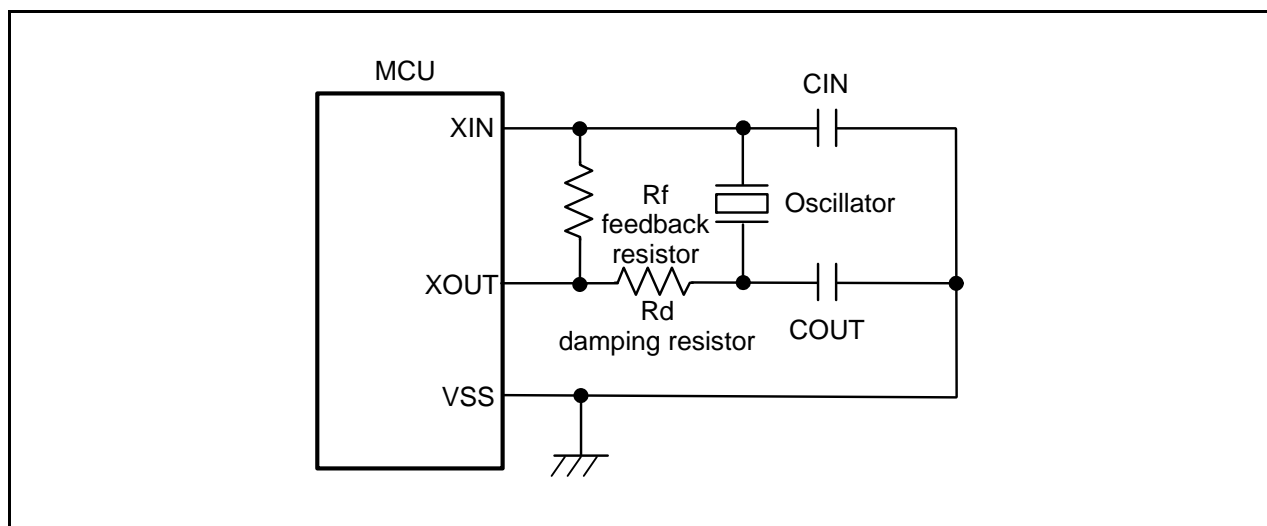 MCU
CIN
XIN
Rf
feedback
resistor
Oscillator
XOUT
Rd
damping resistor
COUT
VSS